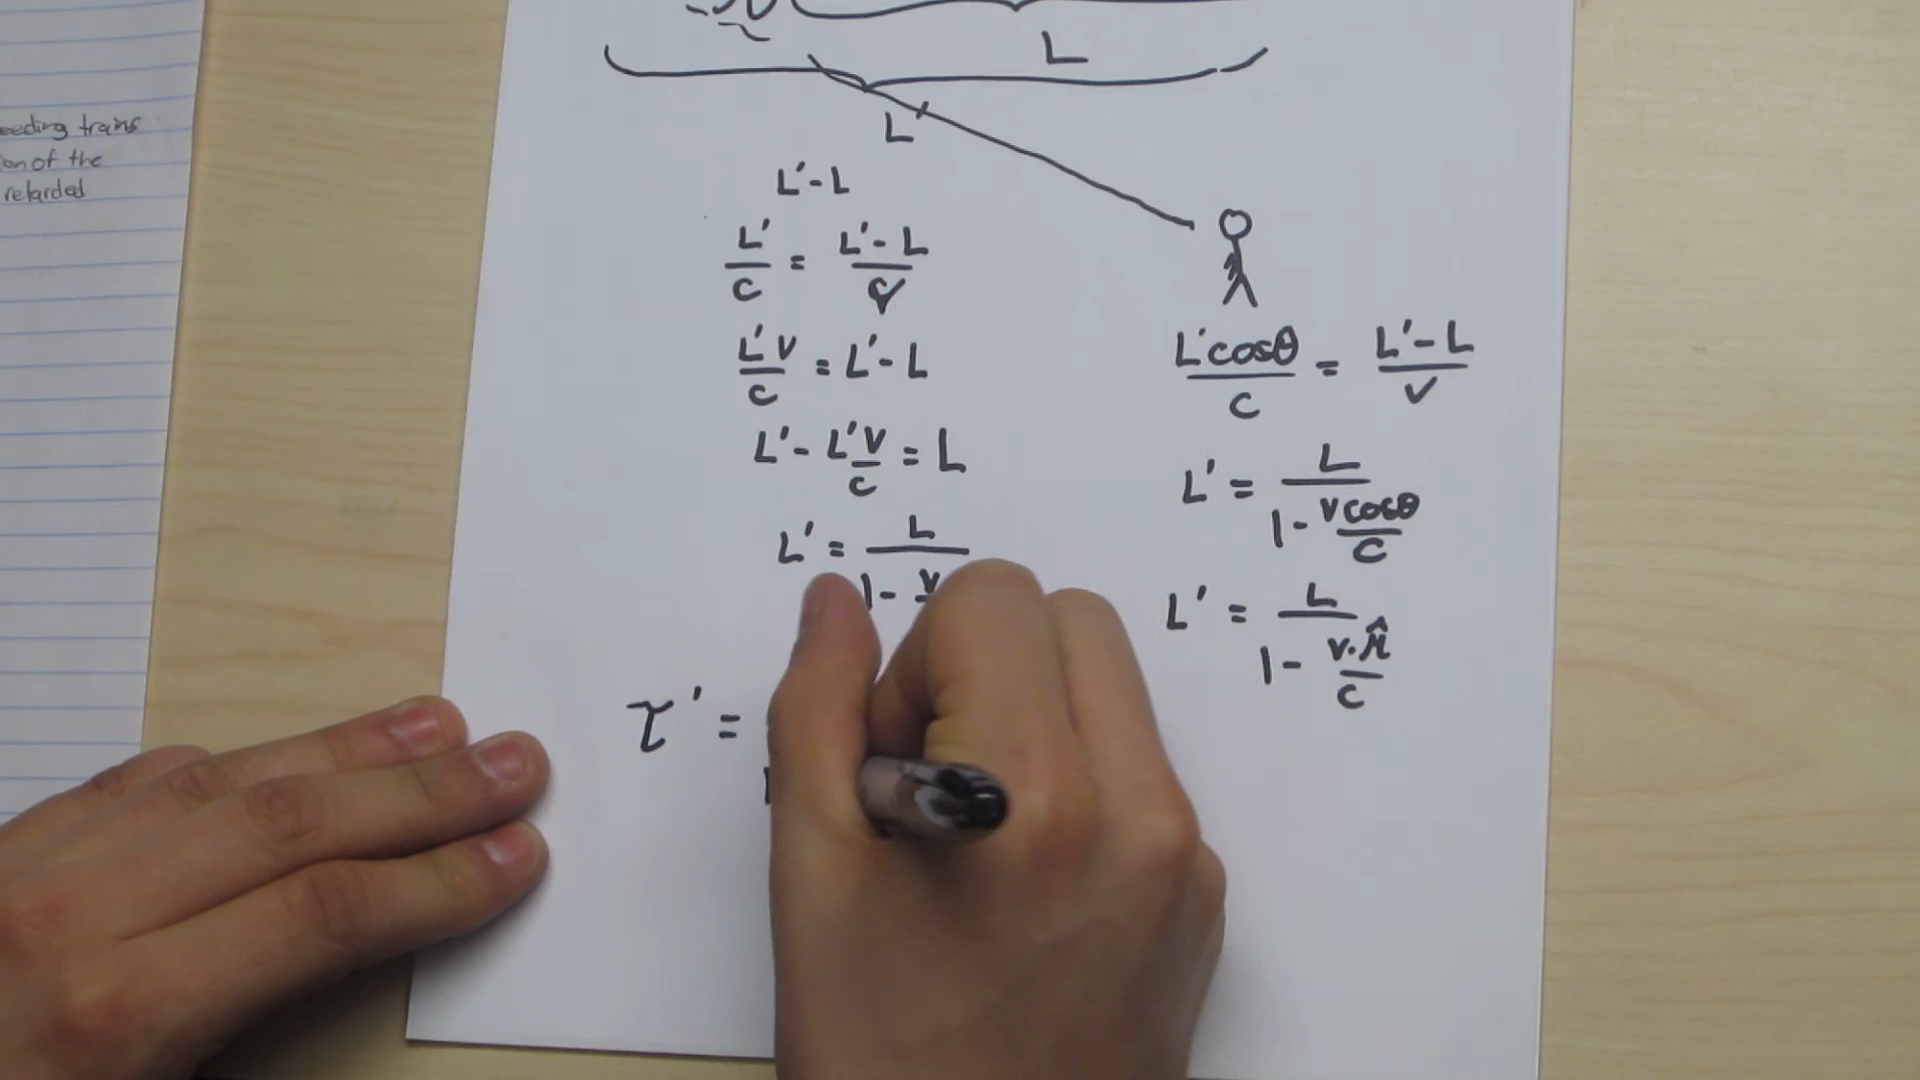 eeding trains
on of the
retarded
L
L'
L' - L
L'/c = (L' - L)/v
L'v/c = L' - L
L' - L'v/c = L
L' = L/(1 - v
L'cosθ/c = (L' - L)/v
L' = L/(1 - vcosθ/c)
L' = L/(1 - v·r̂/c)
τ' =